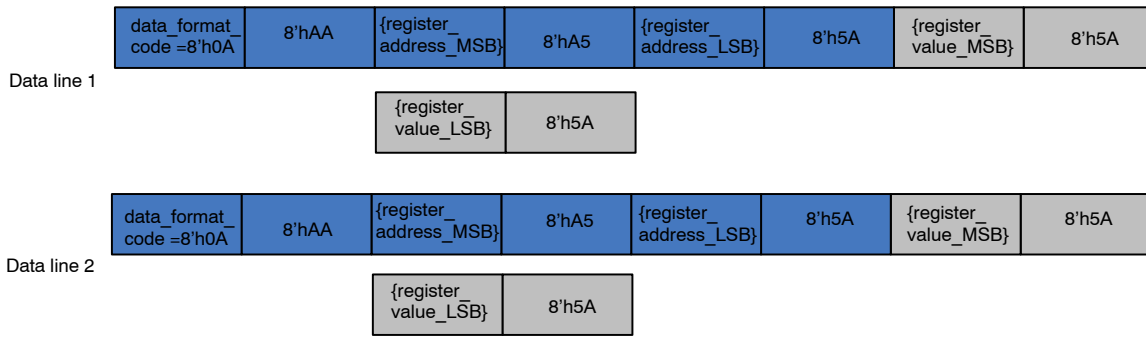 data_format_
code =8’h0A
8’hAA
{register_
address_MSB}
8’hA5
{register_
address_LSB}
8’h5A
{register_
value_MSB}
8’h5A
Data line 1
{register_
value_LSB}
8’h5A
data_format_
code =8’h0A
8’hAA
{register_
address_MSB}
8’hA5
{register_
address_LSB}
8’h5A
{register_
value_MSB}
8’h5A
Data line 2
{register_
value_LSB}
8’h5A